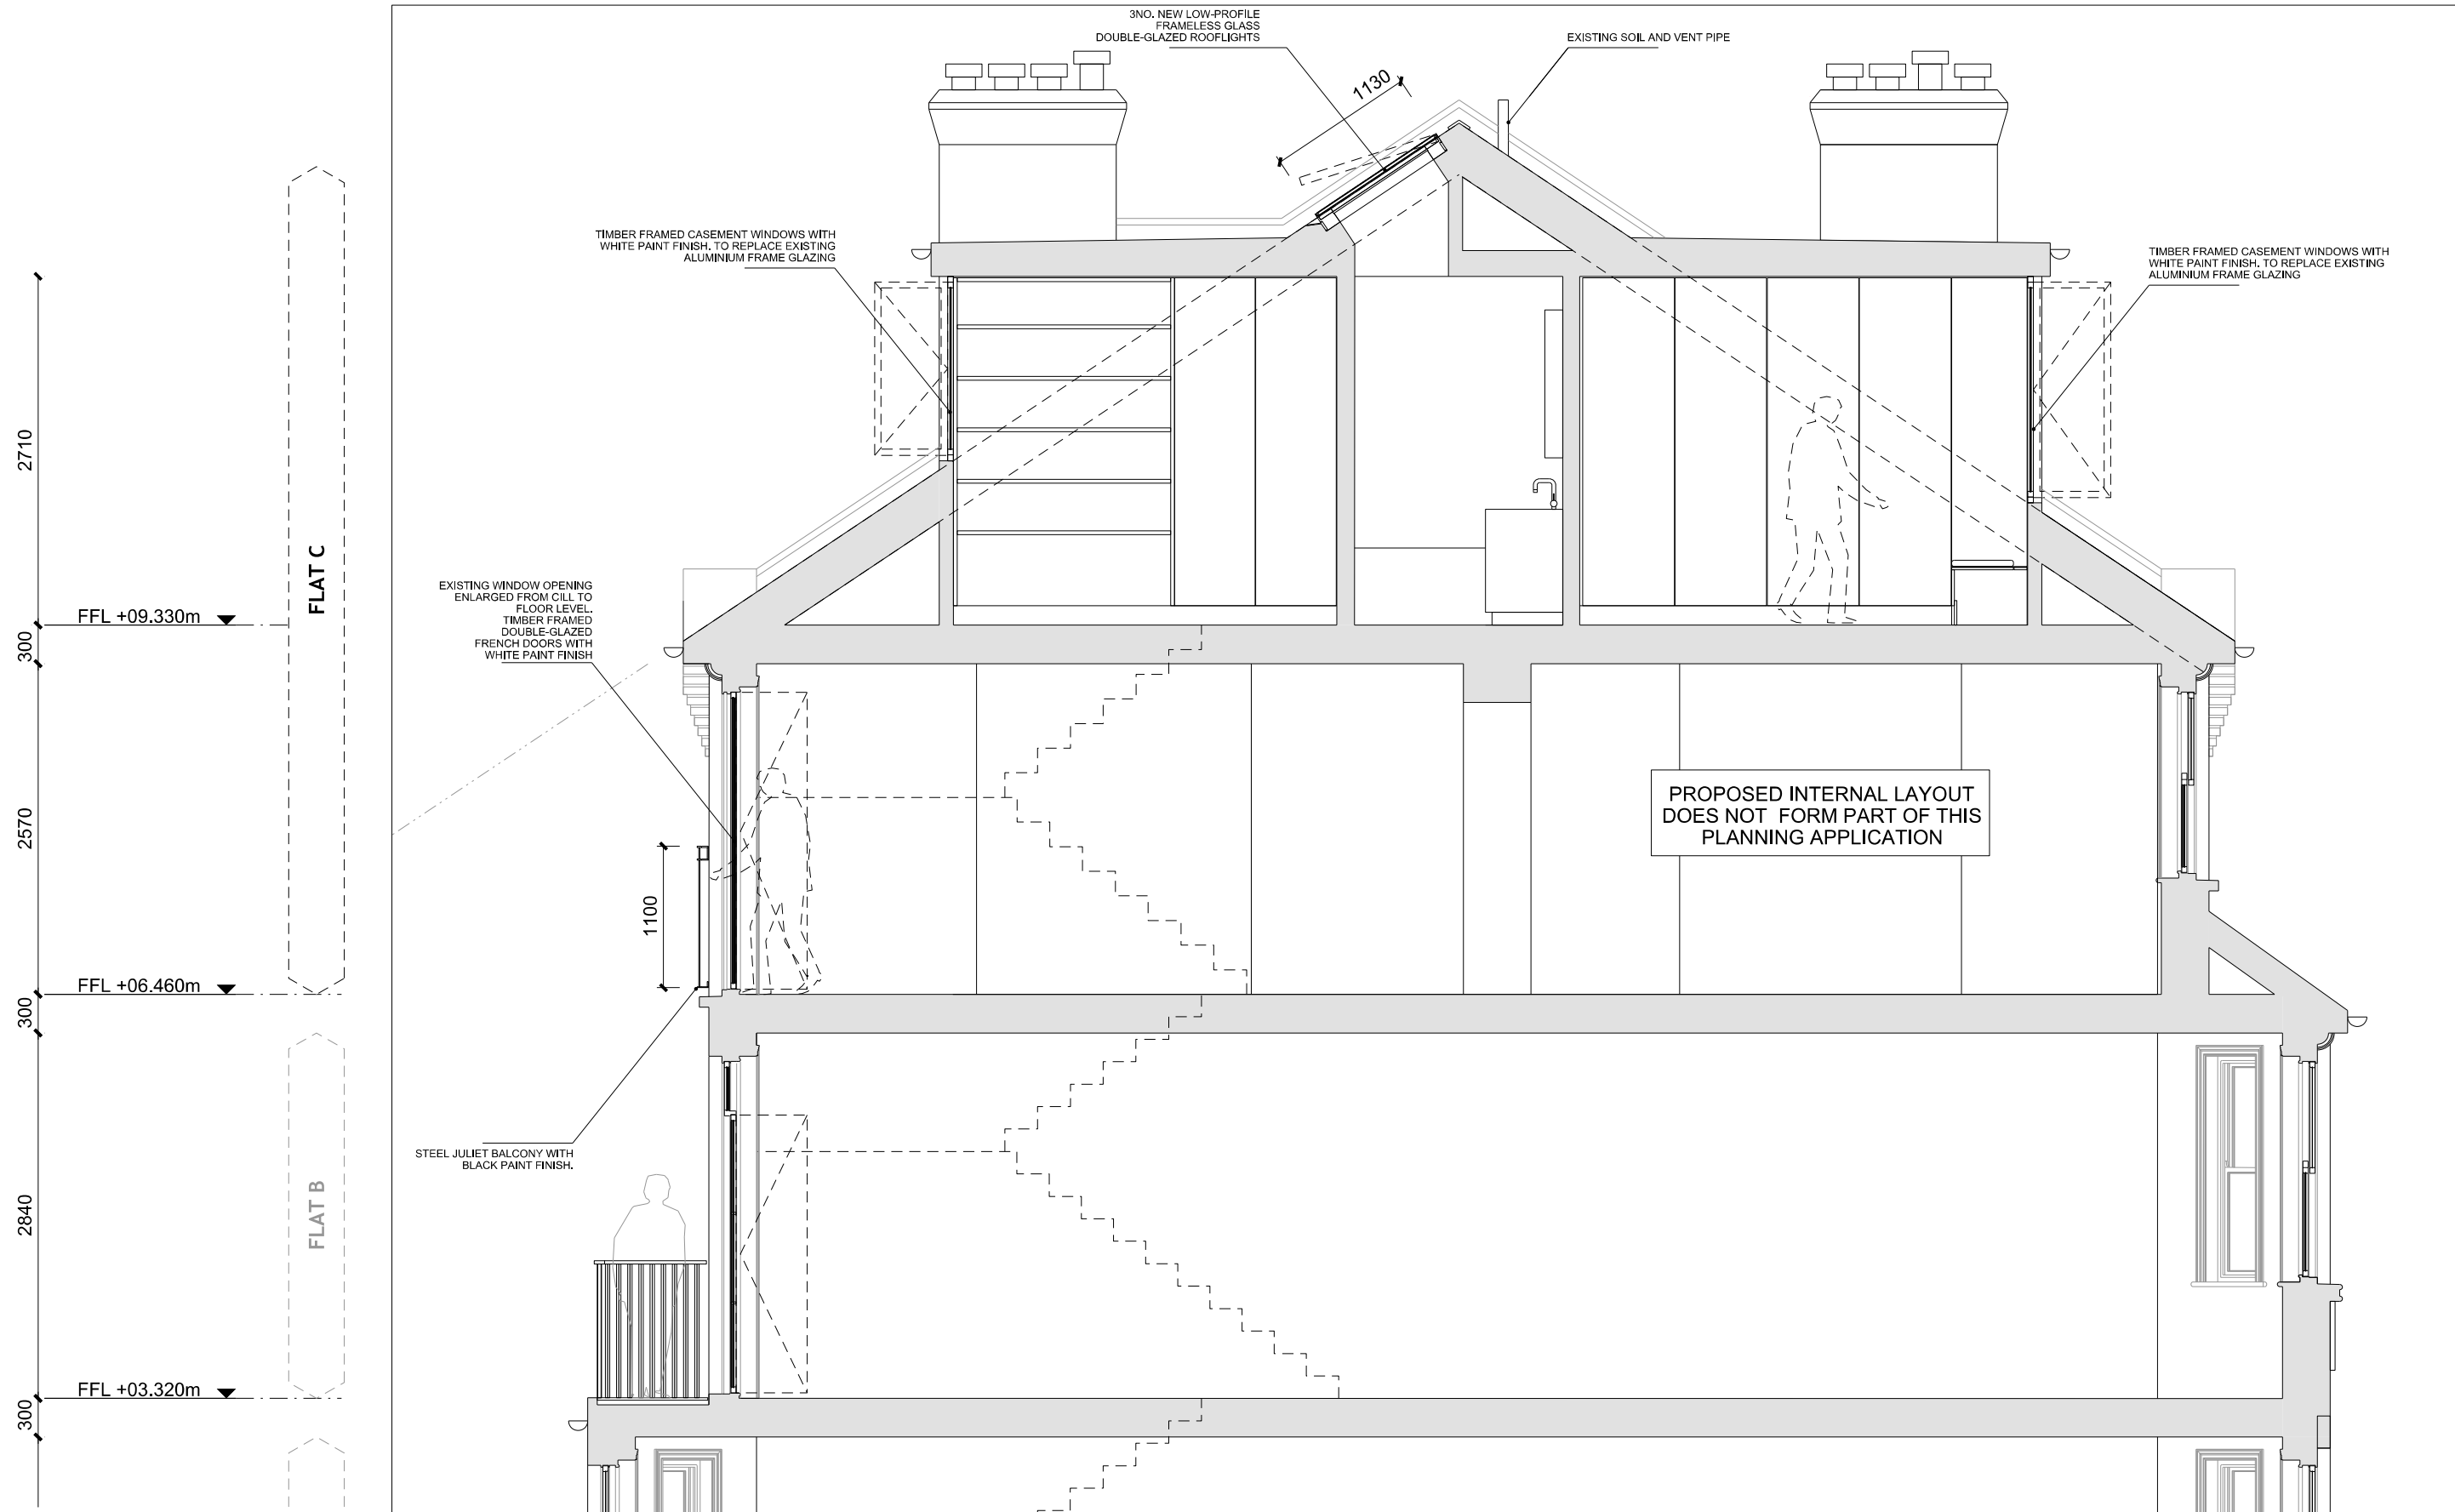 3NO. NEW LOW-PROFILE
FRAMELESS GLASS
DOUBLE-GLAZED ROOFLIGHTS
EXISTING SOIL AND VENT PIPE
1130
TIMBER FRAMED CASEMENT WINDOWS WITH
WHITE PAINT FINISH. TO REPLACE EXISTING
ALUMINIUM FRAME GLAZING
TIMBER FRAMED CASEMENT WINDOWS WITH
WHITE PAINT FINISH. TO REPLACE EXISTING
ALUMINIUM FRAME GLAZING
2710
FLAT C
EXISTING WINDOW OPENING
ENLARGED FROM CILL TO
FLOOR LEVEL.
TIMBER FRAMED
DOUBLE-GLAZED
FRENCH DOORS WITH
WHITE PAINT FINISH
FFL +09.330m
300
2570
PROPOSED INTERNAL LAYOUT
DOES NOT FORM PART OF THIS
PLANNING APPLICATION
1100
FFL +06.460m
300
STEEL JULIET BALCONY WITH
BLACK PAINT FINISH.
2840
FLAT B
FFL +03.320m
300